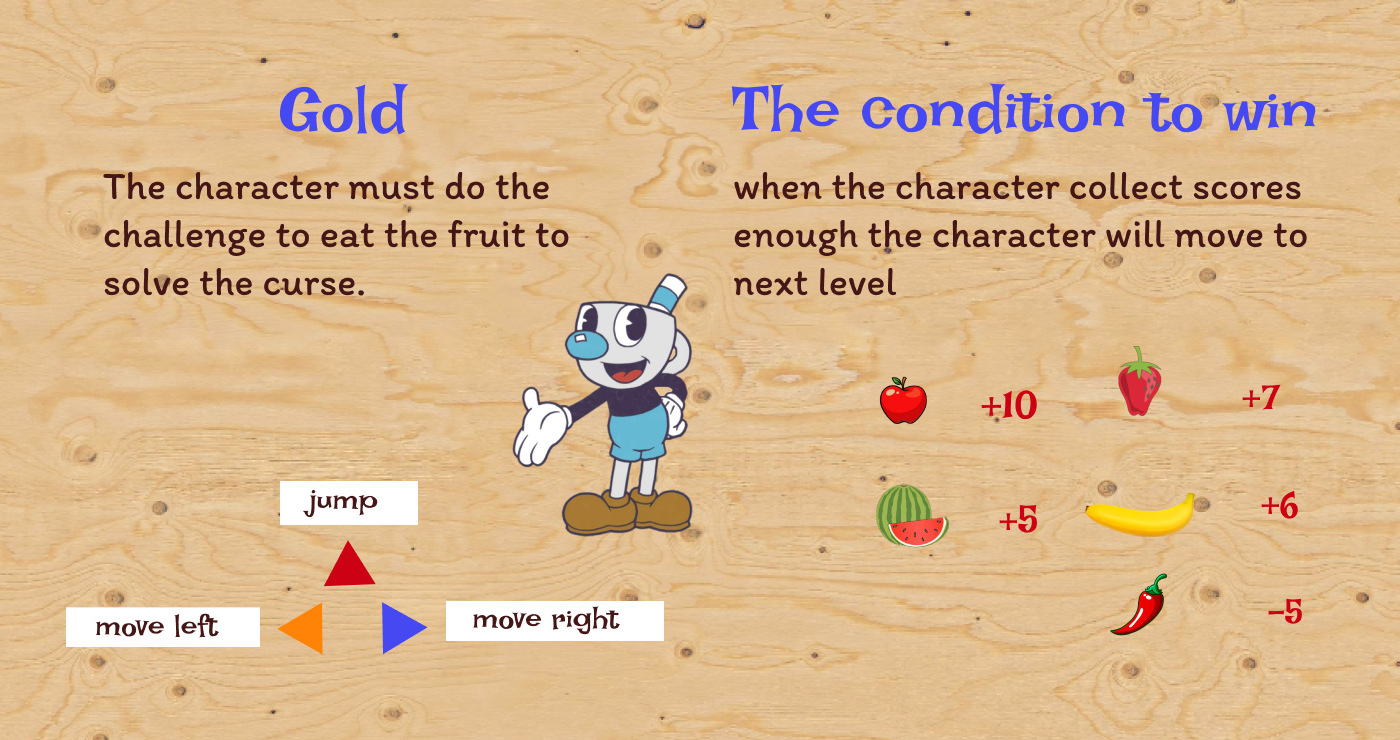 Gold
The character must do the
challenge to eat the fruit to
solve the curse.
jump
move left
move right
The condition to win
when the character collect scores
enough the character will move to
next level
+10
+7
+5
+6
-5